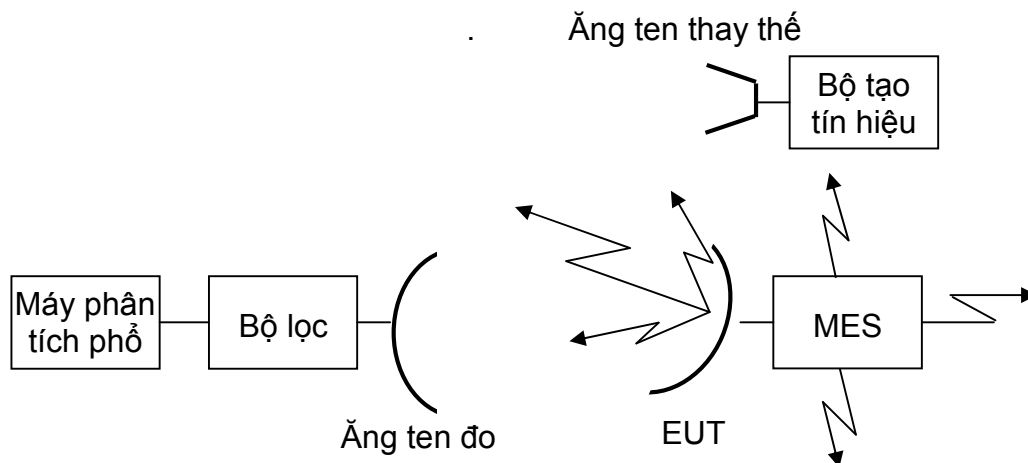 . Ăng ten thay thế
Bộ tạo
tín hiệu
Máy phân
tích phổ
Bộ lọc
MES
Ăng ten đo
EUT